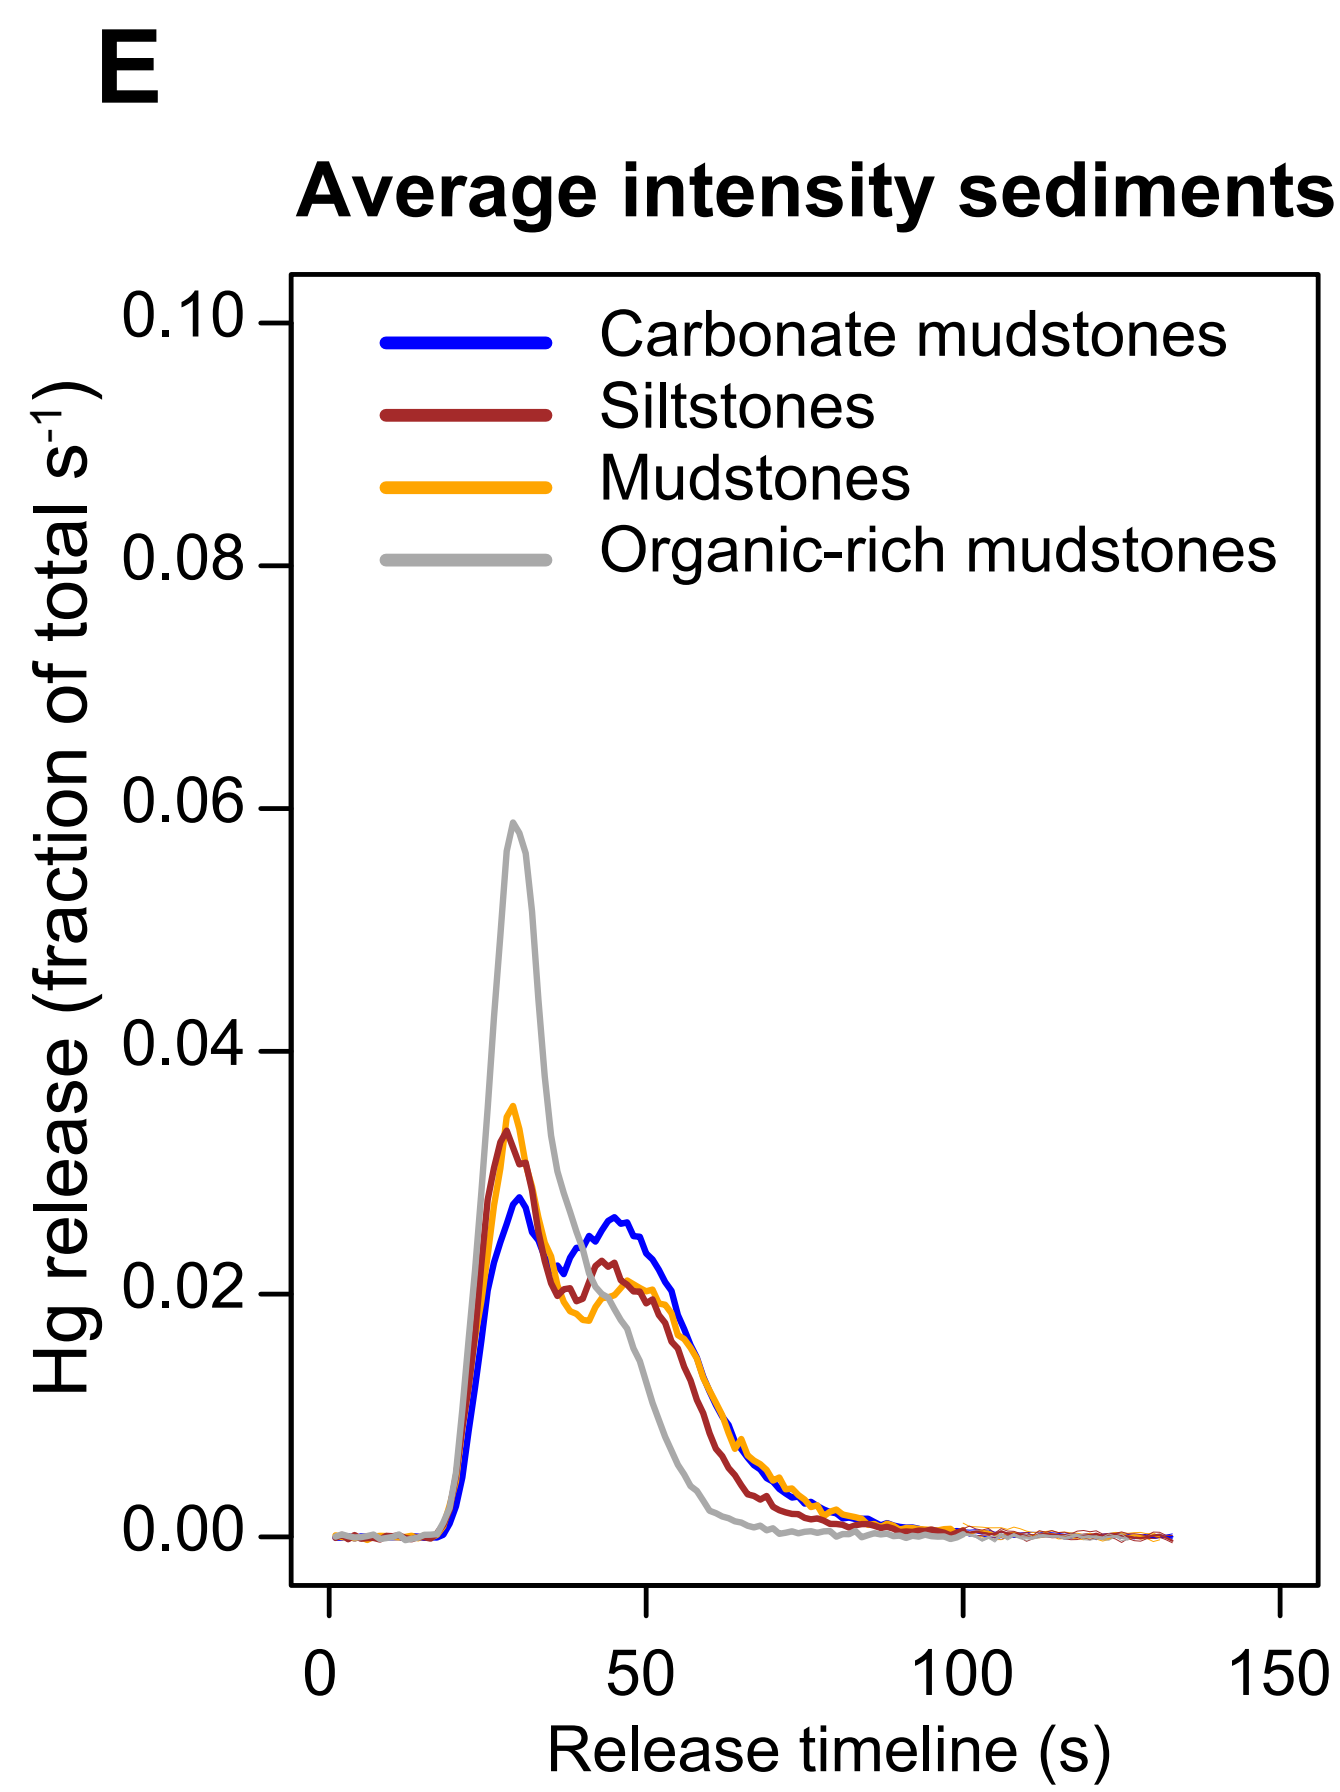 E
Average intensity sediments
Carbonate mudstones
Siltstones
Mudstones
Organic-rich mudstones
Hg release (fraction of total s⁻¹)
0.10
0.08
0.06
0.04
0.02
0.00
0 50 100 150
Release timeline (s)